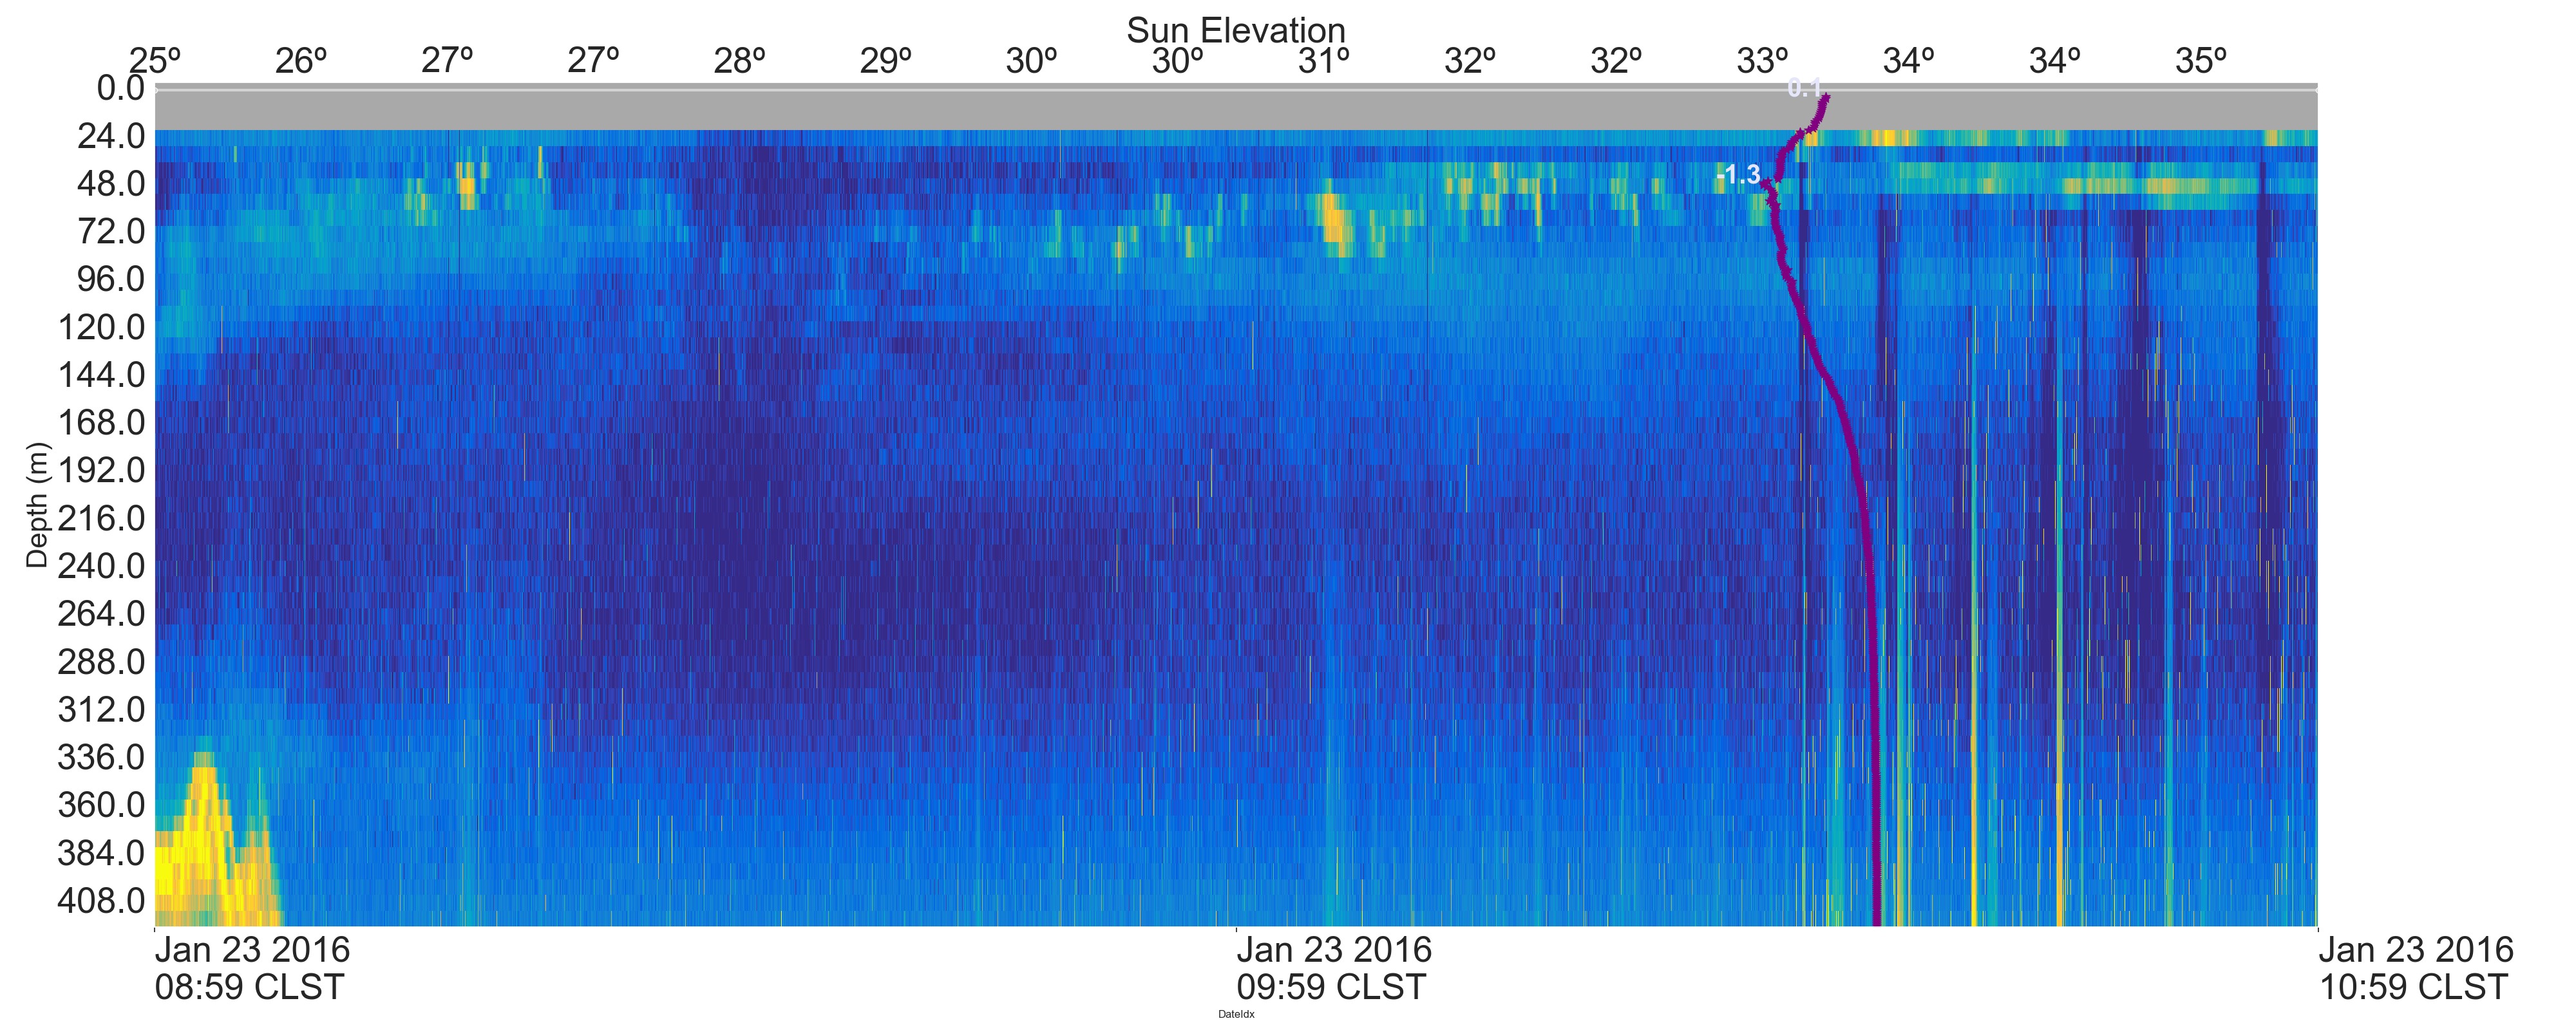 Sun Elevation
25º 26º 27º 27º 28º 29º 30º 30º 31º 32º 32º 33º 34º 34º 35º
0.0
0.1
24.0
48.0
-1.3
72.0
96.0
120.0
144.0
168.0
192.0
216.0
240.0
264.0
288.0
312.0
336.0
360.0
384.0
408.0
Depth (m)
Jan 23 2016
08:59 CLST
Jan 23 2016
09:59 CLST
Jan 23 2016
10:59 CLST
DateIdx